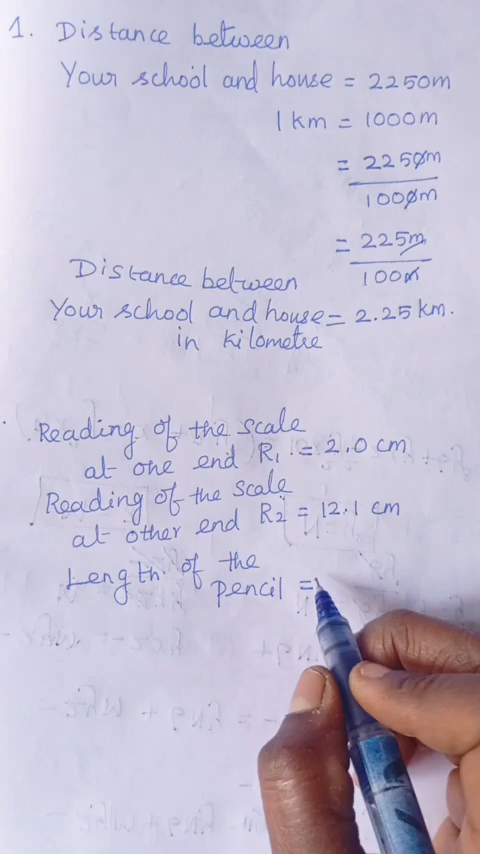 1. Distance between
Your school and house = 2250m
1 km = 1000m
= 2250m
1000m
= 225m
100m
Distance between
Your school and house = 2.25 km.
in kilometre
Reading of the scale
at one end R1 = 2.0 cm
Reading of the scale
at other end R2 = 12.1 cm
Length of the
pencil =